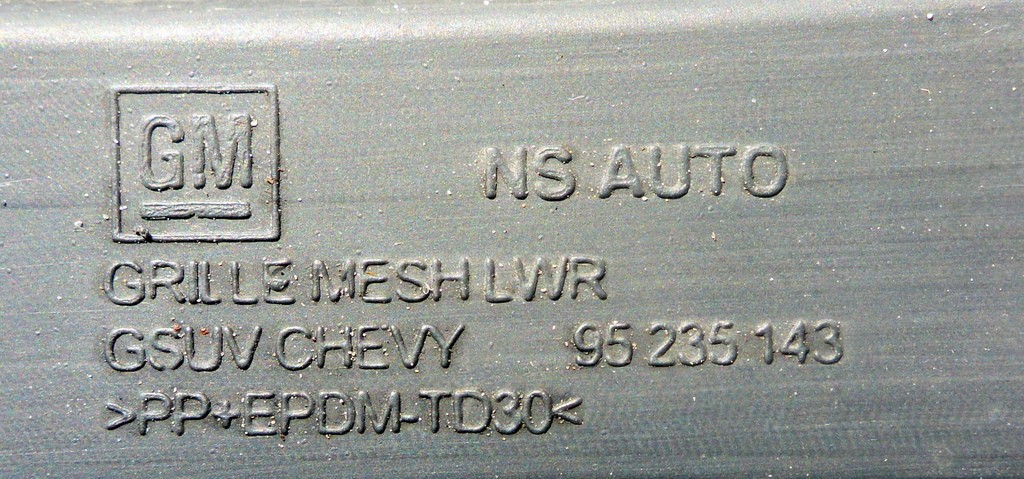 GM
NS AUTO
GRILLE MESH LWR
GSUV CHEVY 95 235 143
>PP+EPDM-TD30<